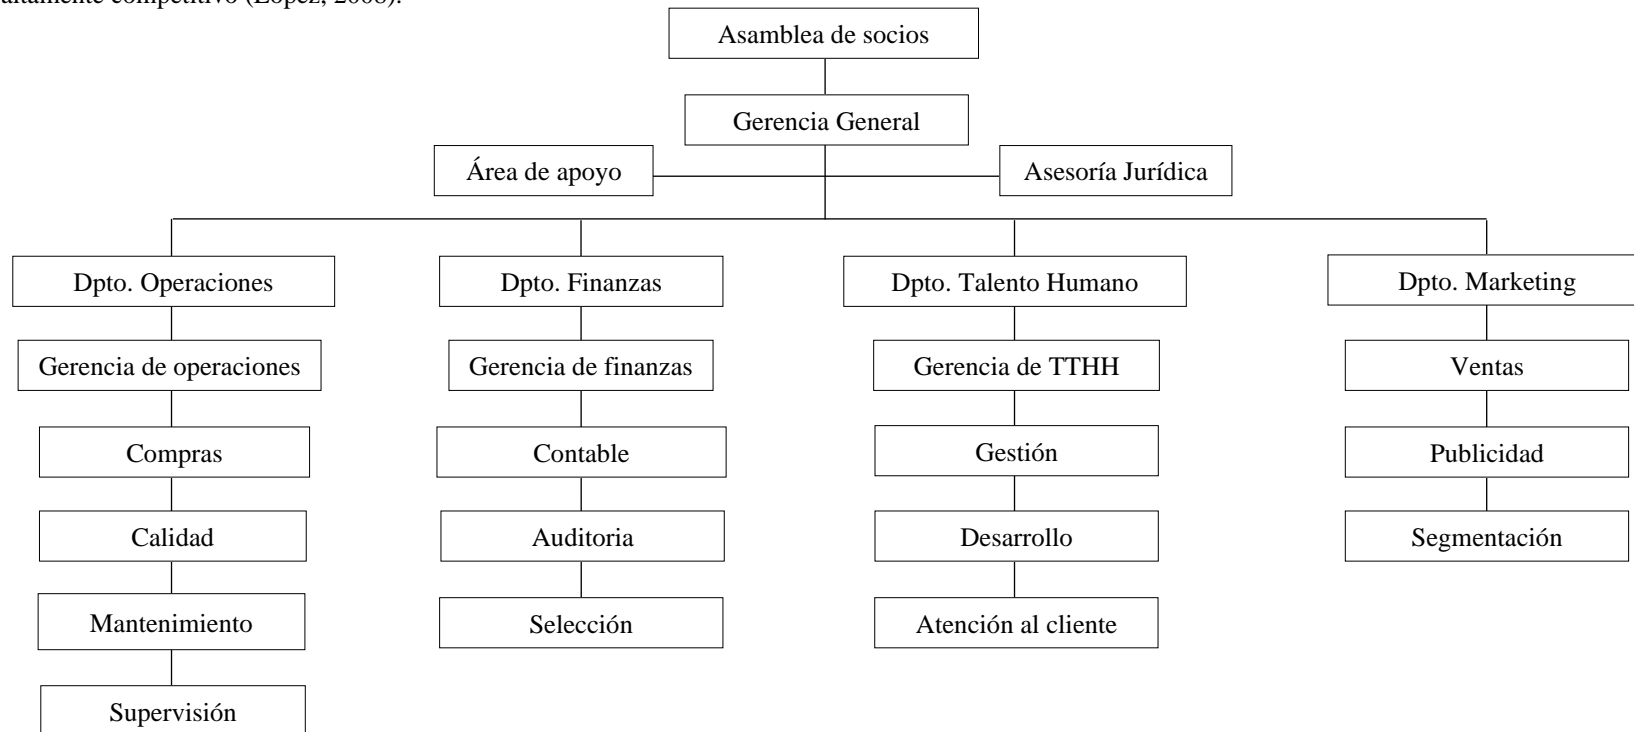 altamente competitivo (López, 2008).
Asamblea de socios
Gerencia General
Área de apoyo
Asesoría Jurídica
Dpto. Operaciones
Dpto. Finanzas
Dpto. Talento Humano
Dpto. Marketing
Gerencia de operaciones
Gerencia de finanzas
Gerencia de TTHH
Ventas
Compras
Contable
Gestión
Publicidad
Calidad
Auditoria
Desarrollo
Segmentación
Mantenimiento
Selección
Atención al cliente
Supervisión